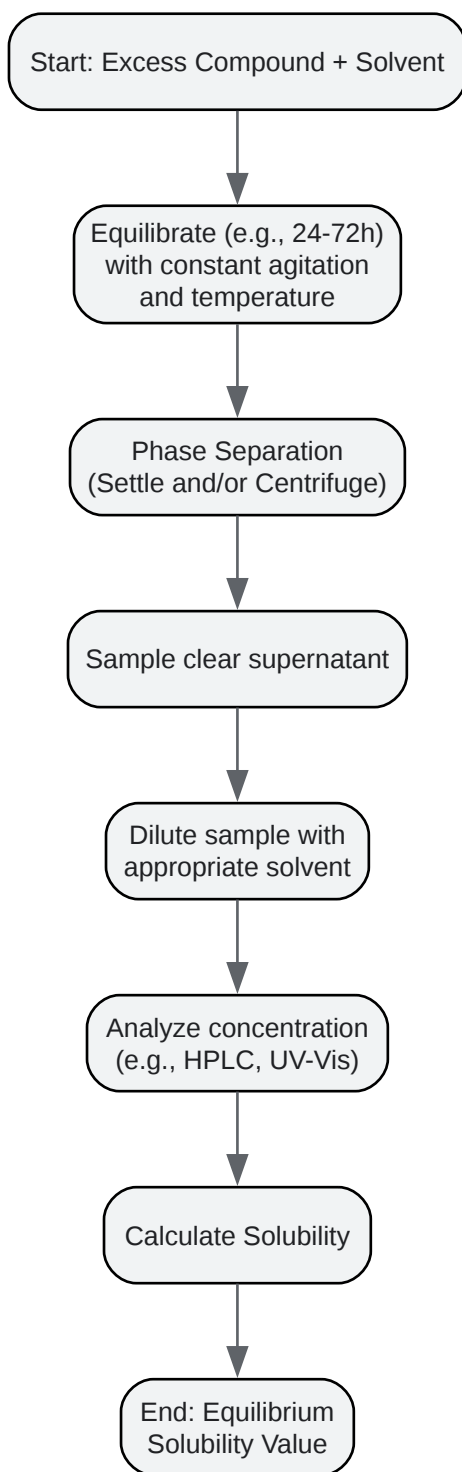 Start: Excess Compound + Solvent
Equilibrate (e.g., 24-72h)
with constant agitation
and temperature
Phase Separation
(Settle and/or Centrifuge)
Sample clear supernatant
Dilute sample with
appropriate solvent
Analyze concentration
(e.g., HPLC, UV-Vis)
Calculate Solubility
End: Equilibrium
Solubility Value